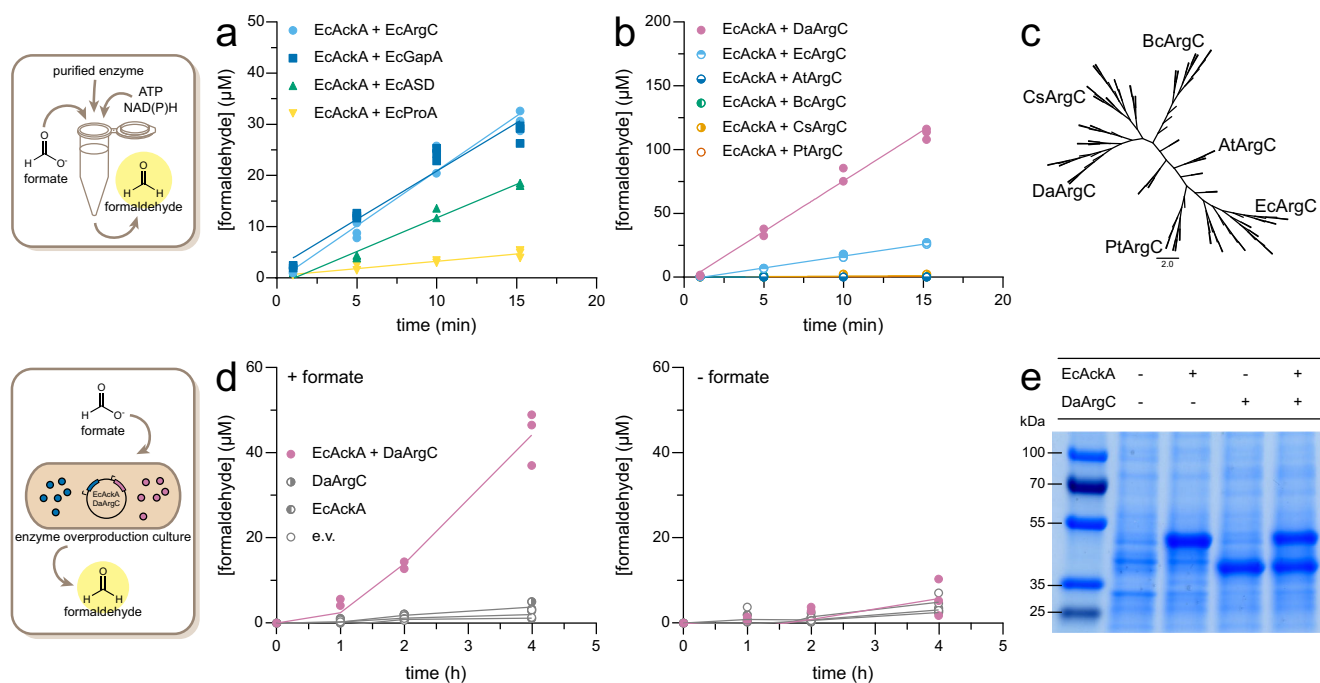 purified enzyme
ATP
NAD(P)H
O
H
O-
formate
O
H
H
formaldehyde
a
[formaldehyde] (µM)
50
40
30
20
10
0
0
5
10
15
20
time (min)
EcAckA + EcArgC
EcAckA + EcGapA
EcAckA + EcASD
EcAckA + EcProA
b
[formaldehyde] (µM)
200
150
100
50
0
0
5
10
15
20
time (min)
EcAckA + DaArgC
EcAckA + EcArgC
EcAckA + AtArgC
EcAckA + BcArgC
EcAckA + CsArgC
EcAckA + PtArgC
c
BcArgC
CsArgC
AtArgC
DaArgC
EcArgC
PtArgC
2.0
O
H
O-
formate
EcAckA
DaArgC
enzyme overproduction culture
O
H
H
formaldehyde
d
+ formate
[formaldehyde] (µM)
60
40
20
0
0
1
2
3
4
5
time (h)
EcAckA + DaArgC
DaArgC
EcAckA
e.v.
- formate
[formaldehyde] (µM)
60
40
20
0
0
1
2
3
4
5
time (h)
e
EcAckA - + - +
DaArgC - - + +
kDa
100
70
55
35
25